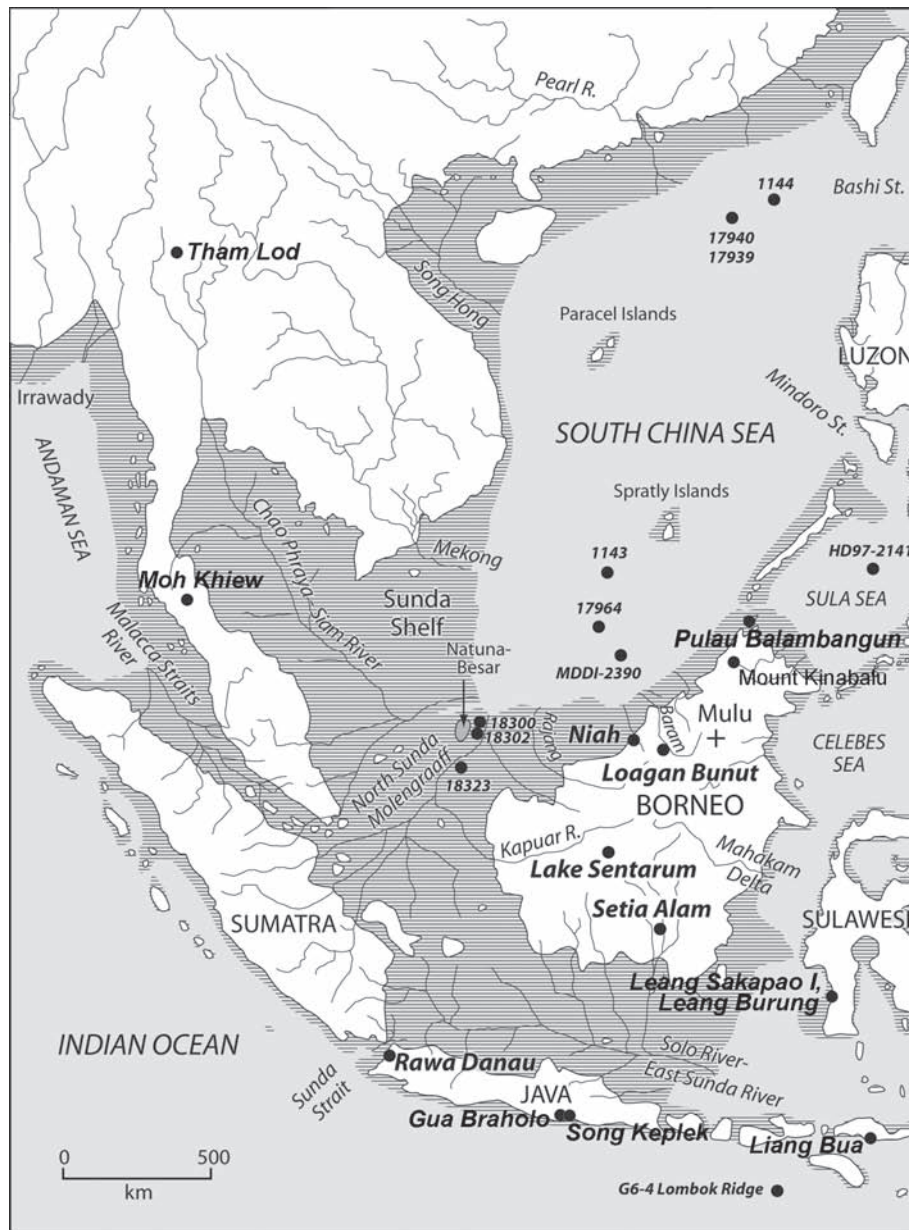 Pearl R.
1144
Bashi St.
17940
17939
Tham Lod
Song Hong
Paracel Islands
LUZON
Irrawady
Mindoro St.
ANDAMAN SEA
SOUTH CHINA SEA
Spratly Islands
Chao Phraya-Siam River
Mekong
HD97-2141
1143
Moh Khiew
Sunda
Shelf
SULA SEA
17964
Malacca Straits
River
Pulau Balambangun
Natuna-
Besar
MDDI-2390
Mount Kinabalu
18300
18302
Rajang
Niah
Baram
Mulu
CELEBES
SEA
Loagan Bunut
18323
North Sunda
Molengraaff
BORNEO
Kapuar R.
Mahakam
Delta
Lake Sentarum
Setia Alam
SUMATRA
SULAWESI
Leang Sakapao I,
Leang Burung
INDIAN OCEAN
Solo River-
East Sunda River
Rawa Danau
Sunda
Strait
JAVA
Gua Braholo
Song Keplek
Liang Bua
0
500
km
G6-4 Lombok Ridge